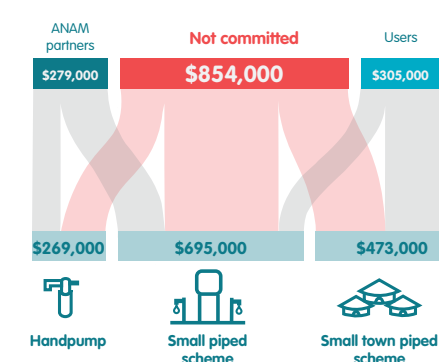 ANAM
partners
Not committed
Users
$279,000
$854,000
$305,000
$269,000
$695,000
$473,000
Handpump
Small piped
scheme
Small town piped
scheme